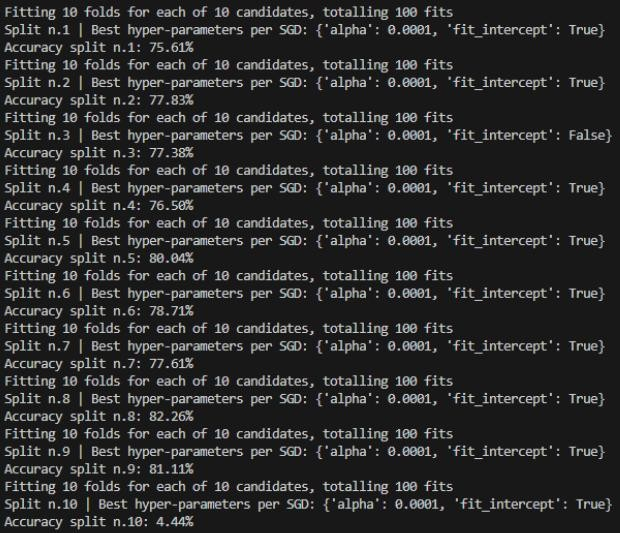 Fitting 10 folds for each of 10 candidates, totalling 100 fits
Split n.1 | Best hyper-parameters per SGD: {'alpha': 0.0001, 'fit_intercept': True}
Accuracy split n.1: 75.61%
Fitting 10 folds for each of 10 candidates, totalling 100 fits
Split n.2 | Best hyper-parameters per SGD: {'alpha': 0.0001, 'fit_intercept': True}
Accuracy split n.2: 77.83%
Fitting 10 folds for each of 10 candidates, totalling 100 fits
Split n.3 | Best hyper-parameters per SGD: {'alpha': 0.0001, 'fit_intercept': False}
Accuracy split n.3: 77.38%
Fitting 10 folds for each of 10 candidates, totalling 100 fits
Split n.4 | Best hyper-parameters per SGD: {'alpha': 0.0001, 'fit_intercept': True}
Accuracy split n.4: 76.50%
Fitting 10 folds for each of 10 candidates, totalling 100 fits
Split n.5 | Best hyper-parameters per SGD: {'alpha': 0.0001, 'fit_intercept': True}
Accuracy split n.5: 80.04%
Fitting 10 folds for each of 10 candidates, totalling 100 fits
Split n.6 | Best hyper-parameters per SGD: {'alpha': 0.0001, 'fit_intercept': True}
Accuracy split n.6: 78.71%
Fitting 10 folds for each of 10 candidates, totalling 100 fits
Split n.7 | Best hyper-parameters per SGD: {'alpha': 0.0001, 'fit_intercept': True}
Accuracy split n.7: 77.61%
Fitting 10 folds for each of 10 candidates, totalling 100 fits
Split n.8 | Best hyper-parameters per SGD: {'alpha': 0.0001, 'fit_intercept': True}
Accuracy split n.8: 82.26%
Fitting 10 folds for each of 10 candidates, totalling 100 fits
Split n.9 | Best hyper-parameters per SGD: {'alpha': 0.0001, 'fit_intercept': True}
Accuracy split n.9: 81.11%
Fitting 10 folds for each of 10 candidates, totalling 100 fits
Split n.10 | Best hyper-parameters per SGD: {'alpha': 0.0001, 'fit_intercept': True}
Accuracy split n.10: 4.44%